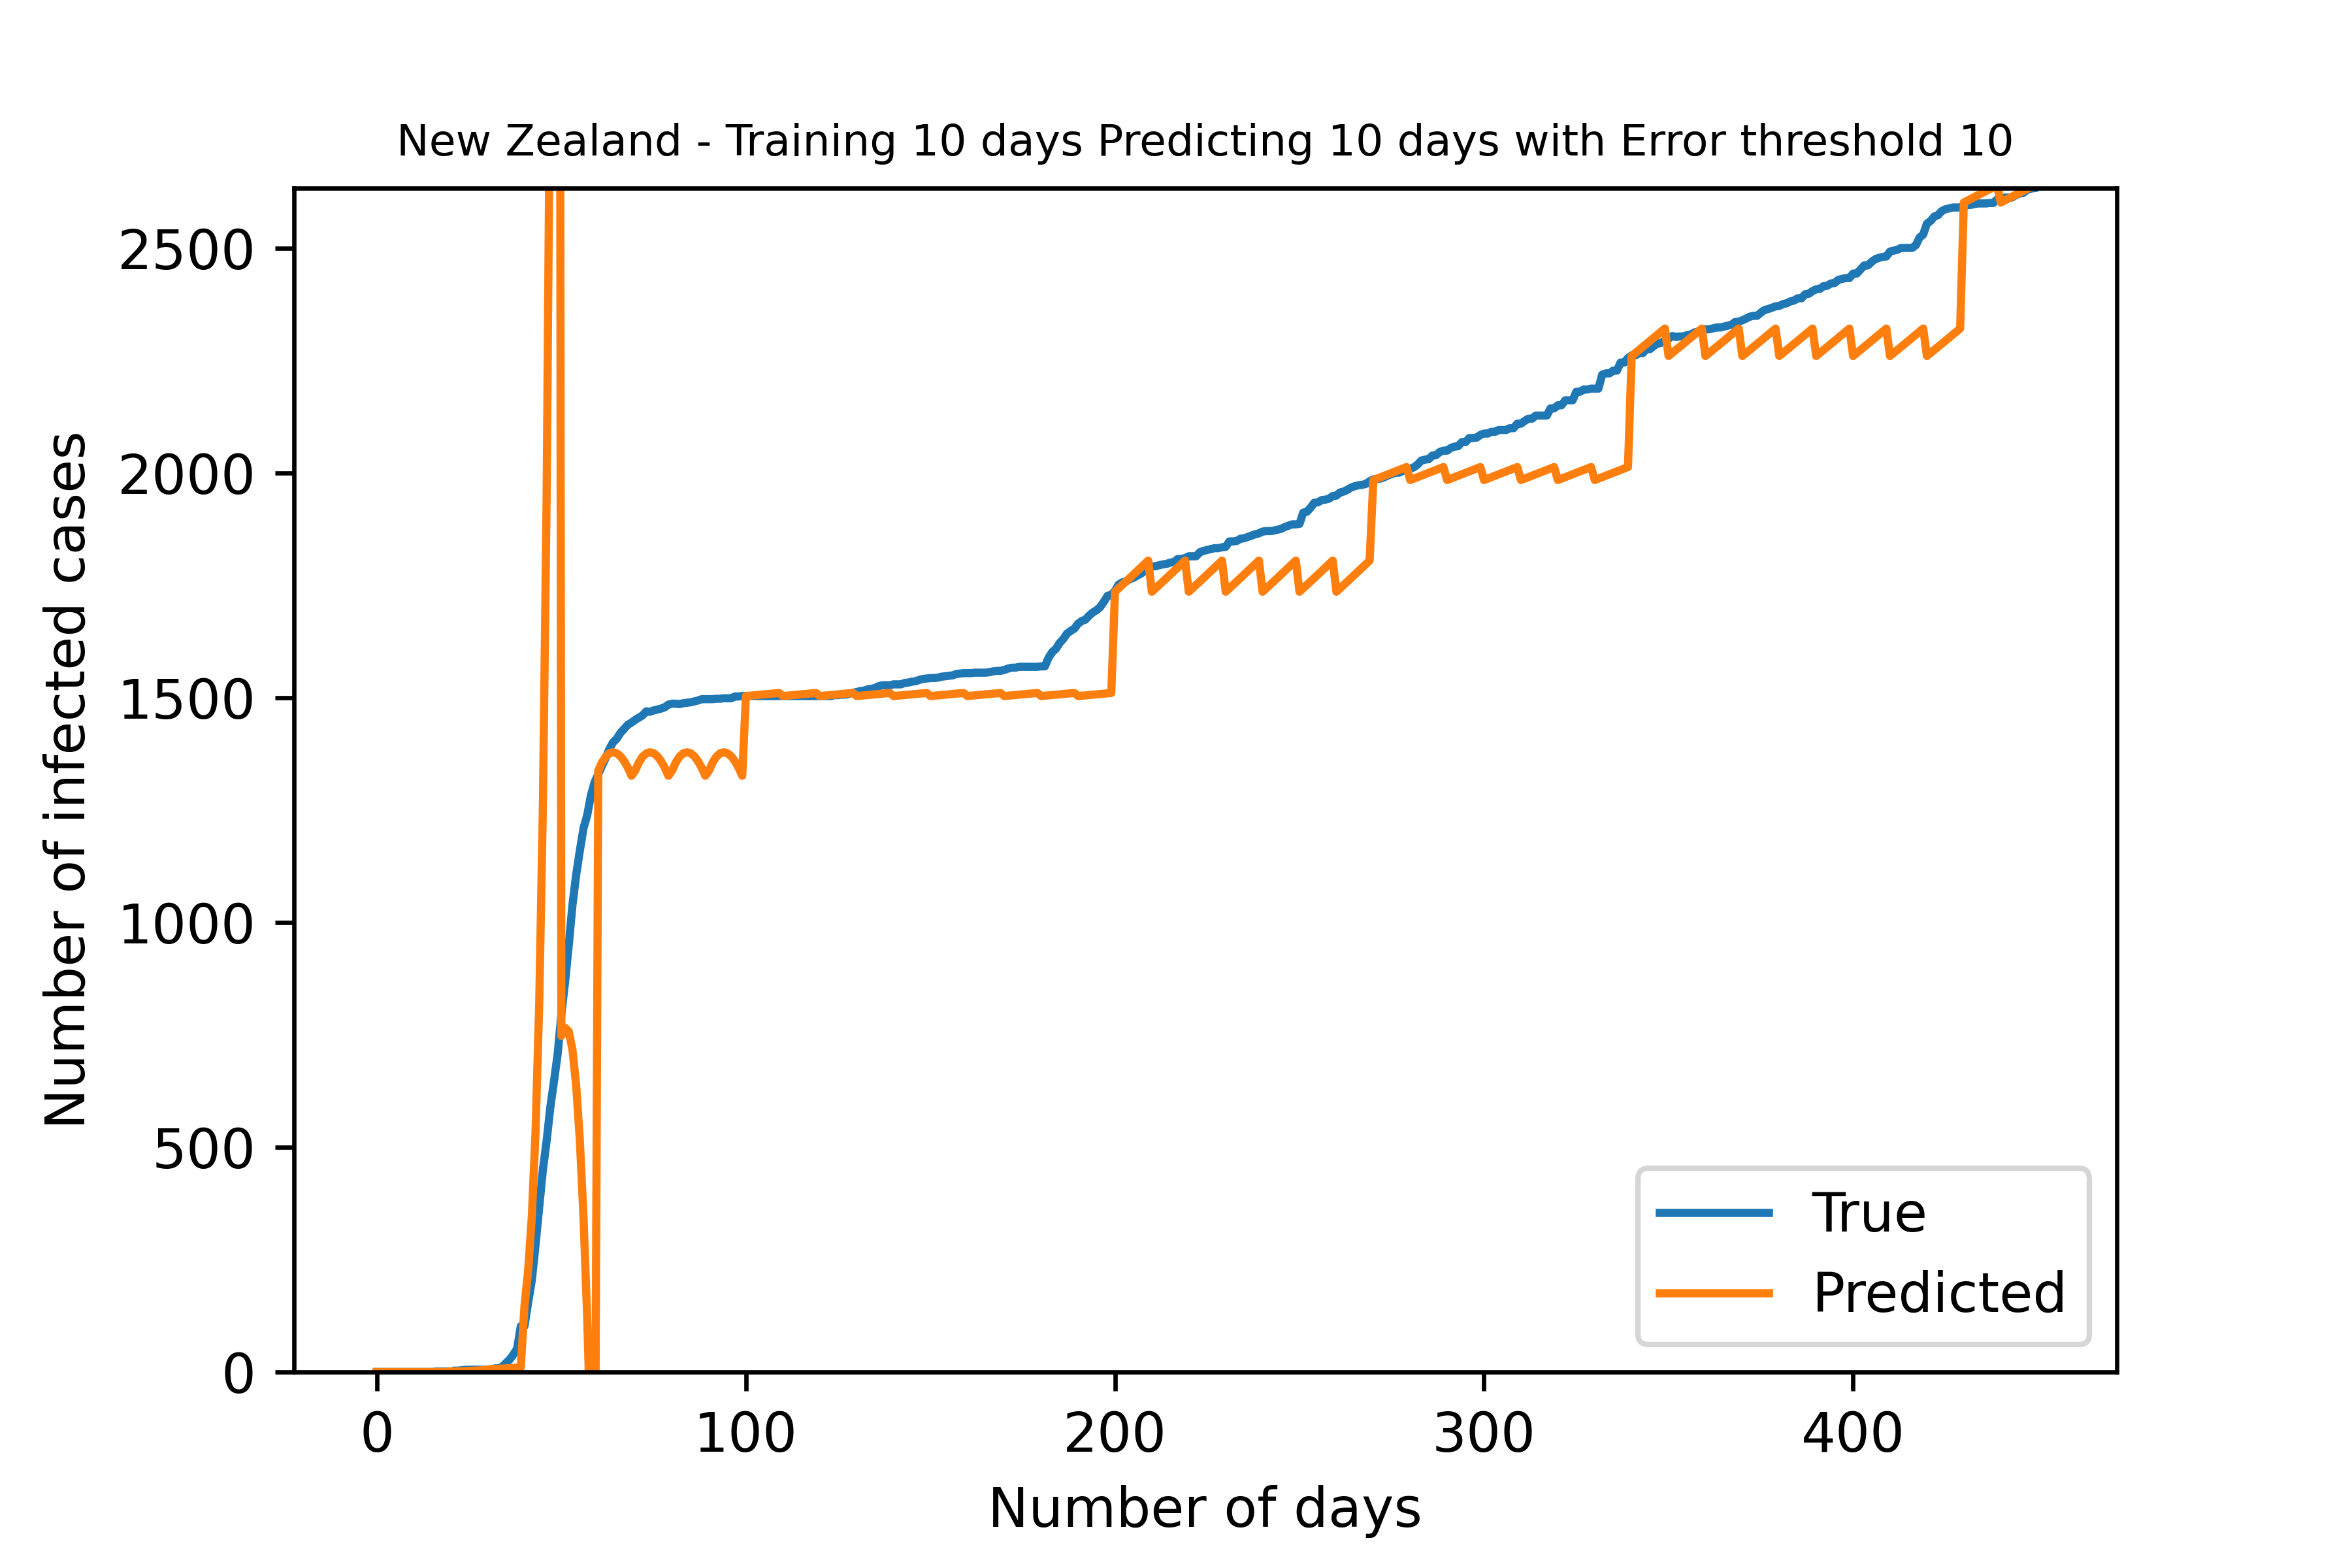 New Zealand - Training 10 days Predicting 10 days with Error threshold 10
Number of infected cases
2500
2000
1500
1000
500
0
0 100 200 300 400
Number of days
True
Predicted